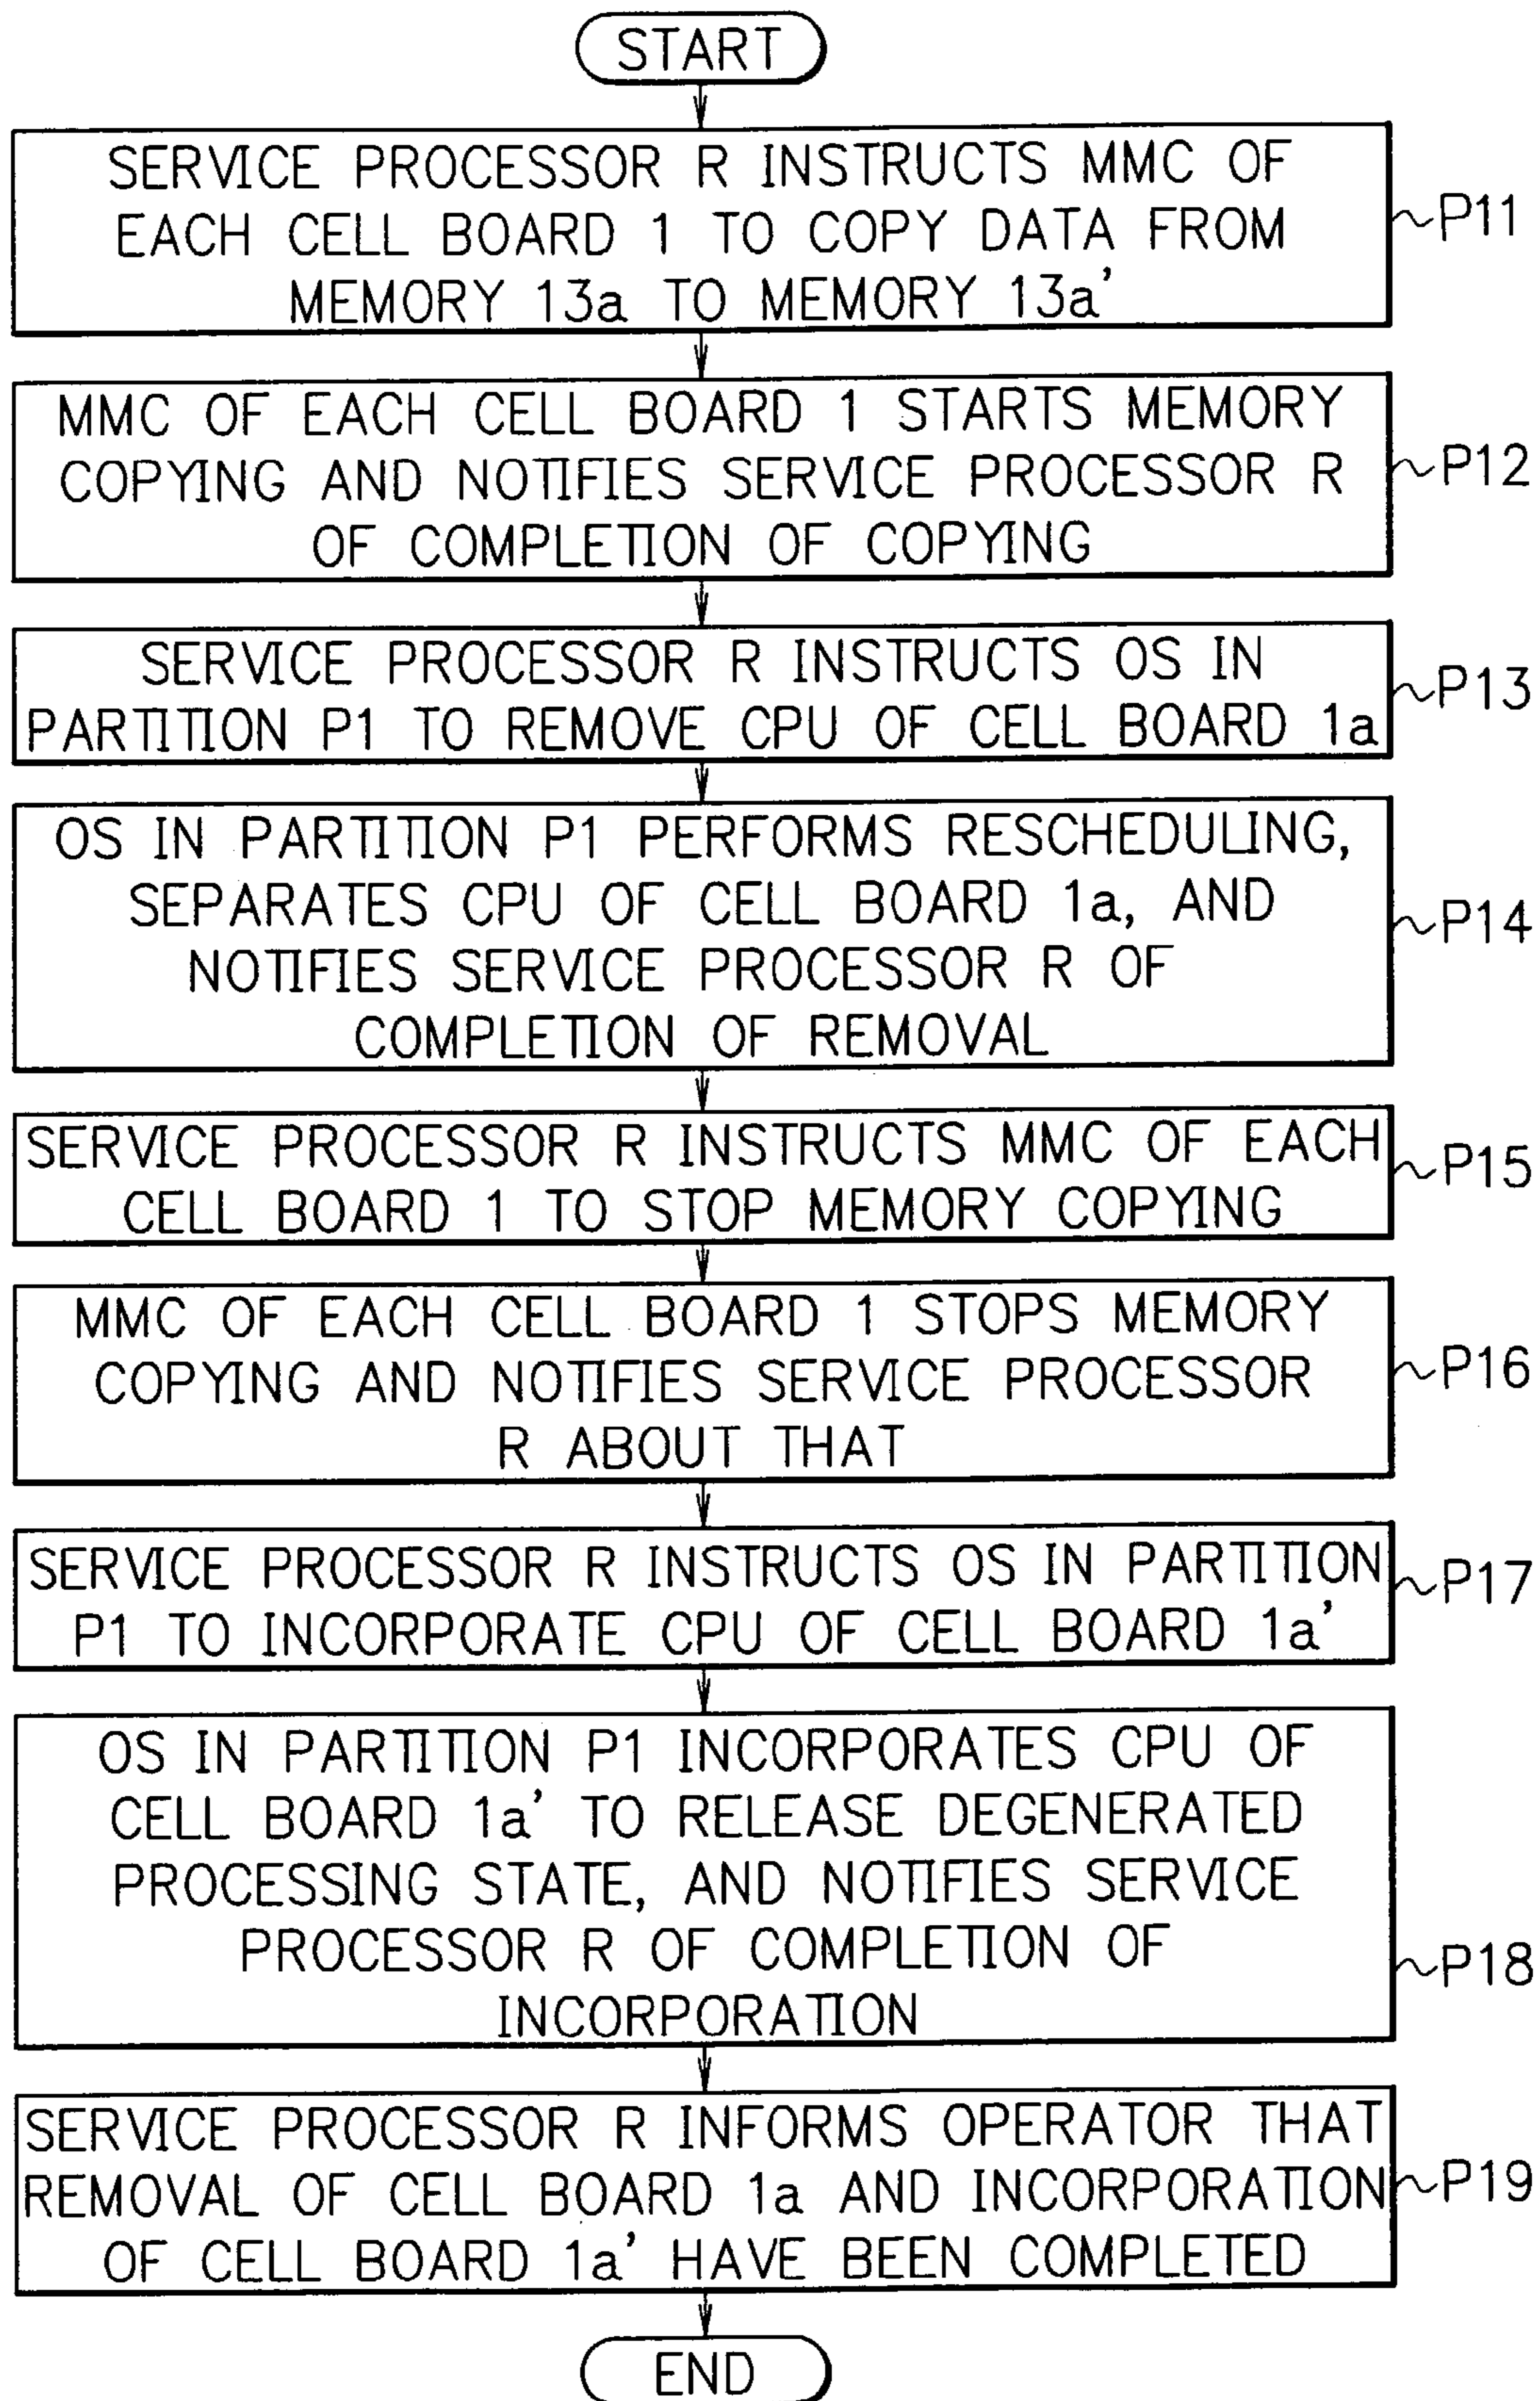 START
SERVICE PROCESSOR R INSTRUCTS MMC OF
EACH CELL BOARD 1 TO COPY DATA FROM
MEMORY 13a TO MEMORY 13a'
P11
MMC OF EACH CELL BOARD 1 STARTS MEMORY
COPYING AND NOTIFIES SERVICE PROCESSOR R
OF COMPLETION OF COPYING
P12
SERVICE PROCESSOR R INSTRUCTS OS IN
PARTITION P1 TO REMOVE CPU OF CELL BOARD 1a
P13
OS IN PARTITION P1 PERFORMS RESCHEDULING,
SEPARATES CPU OF CELL BOARD 1a, AND
NOTIFIES SERVICE PROCESSOR R OF
COMPLETION OF REMOVAL
P14
SERVICE PROCESSOR R INSTRUCTS MMC OF EACH
CELL BOARD 1 TO STOP MEMORY COPYING
P15
MMC OF EACH CELL BOARD 1 STOPS MEMORY
COPYING AND NOTIFIES SERVICE PROCESSOR
R ABOUT THAT
P16
SERVICE PROCESSOR R INSTRUCTS OS IN PARTITION
P1 TO INCORPORATE CPU OF CELL BOARD 1a'
P17
OS IN PARTITION P1 INCORPORATES CPU OF
CELL BOARD 1a' TO RELEASE DEGENERATED
PROCESSING STATE, AND NOTIFIES SERVICE
PROCESSOR R OF COMPLETION OF
INCORPORATION
P18
SERVICE PROCESSOR R INFORMS OPERATOR THAT
REMOVAL OF CELL BOARD 1a AND INCORPORATION
OF CELL BOARD 1a' HAVE BEEN COMPLETED
P19
END